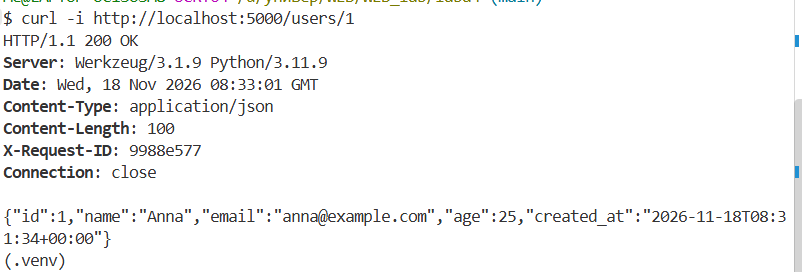 $ curl -i http://localhost:5000/users/1
HTTP/1.1 200 OK
Server: Werkzeug/3.1.9 Python/3.11.9
Date: Wed, 18 Nov 2026 08:33:01 GMT
Content-Type: application/json
Content-Length: 100
X-Request-ID: 9988e577
Connection: close
{"id":1,"name":"Anna","email":"anna@example.com","age":25,"created_at":"2026-11-18T08:3
1:34+00:00"}
(.venv)